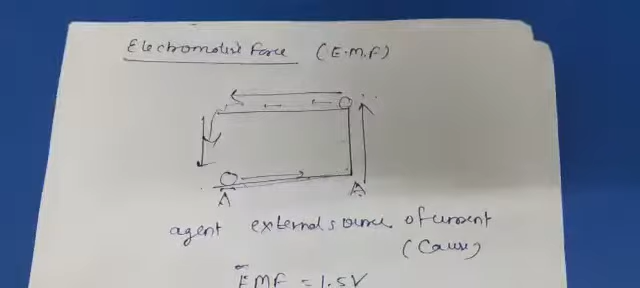 Electromotive Force (E.M.F)
A A
agent external source of current
(Cause)
EMF = 1.5V